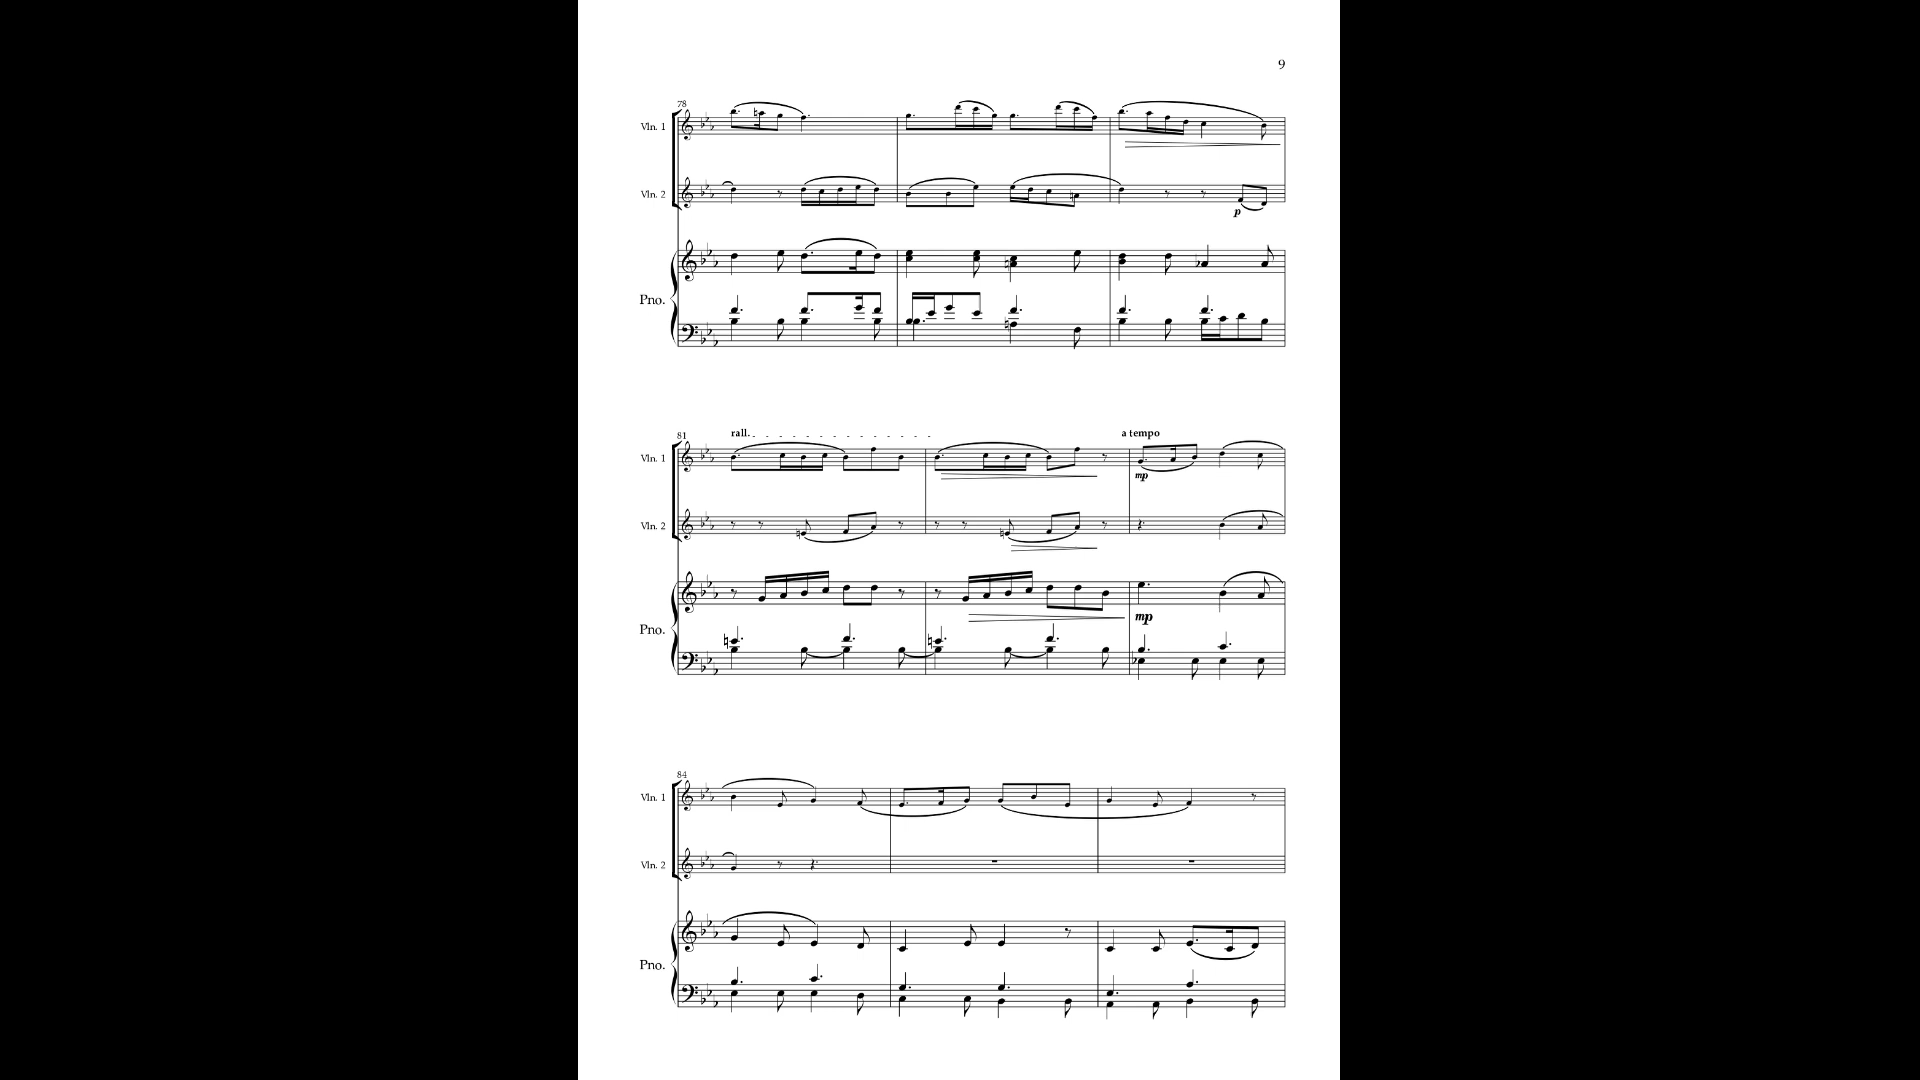 9
78
Vln. 1
Vln. 2
p
Pno.
81
rall.
a tempo
Vln. 1
mp
Vln. 2
mp
Pno.
84
Vln. 1
Vln. 2
Pno.